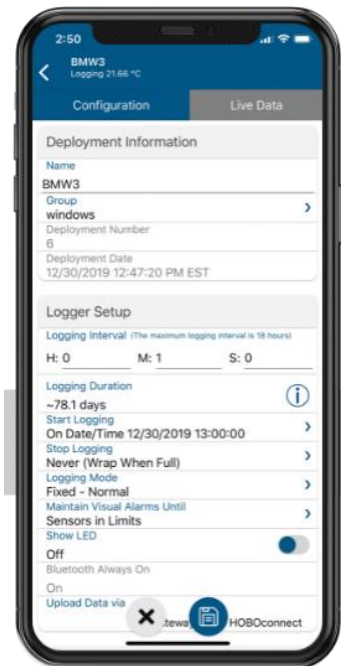 2:50
BMW3
Logging 21.66 °C
Configuration Live Data
Deployment Information
Name
BMW3
Group
windows
Deployment Number
6
Deployment Date
12/30/2019 12:47:20 PM EST
Logger Setup
Logging Interval (The maximum logging interval is 18 hours)
H: 0 M: 1 S: 0
Logging Duration
~78.1 days
Start Logging
On Date/Time 12/30/2019 13:00:00
Stop Logging
Never (Wrap When Full)
Logging Mode
Fixed - Normal
Maintain Visual Alarms Until
Sensors in Limits
Show LED
Off
Bluetooth Always On
On
Upload Data via
HOBOconnect